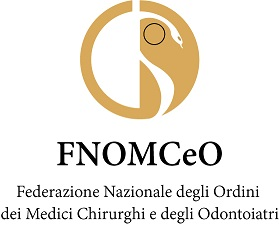 FNOMCeO
Federazione Nazionale degli Ordini
dei Medici Chirurghi e degli Odontoiatri